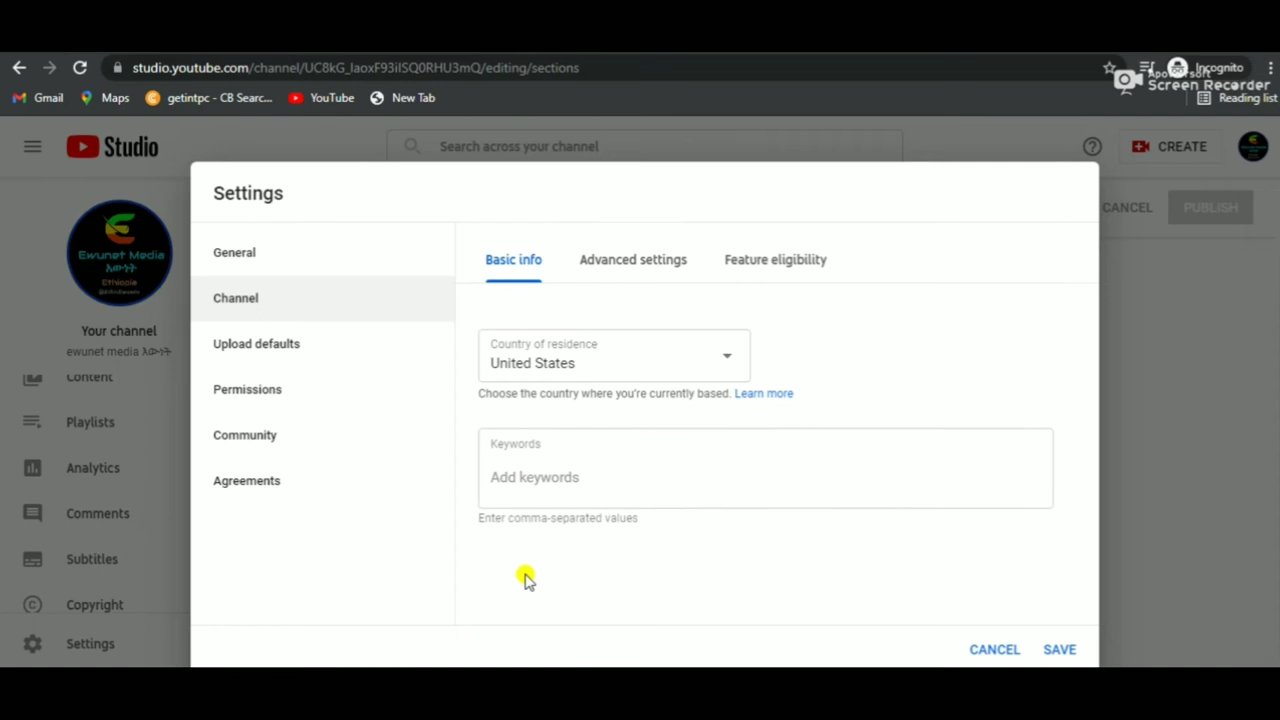 studio.youtube.com/channel/UC8kG_IaoxF93iISQ0RHU3mQ/editing/sections
Incognito
Screen Recorder
Gmail
Maps
getintpc - CB Searc...
YouTube
New Tab
Reading list
Studio
Search across your channel
CREATE
CANCEL
PUBLISH
Ewunet Media
እውነት
Ethiopia
Your channel
ewunet media እውነት
Content
Playlists
Analytics
Comments
Subtitles
Copyright
Settings
Settings
General
Channel
Upload defaults
Permissions
Community
Agreements
Basic info
Advanced settings
Feature eligibility
Country of residence
United States
Choose the country where you're currently based. Learn more
Keywords
Add keywords
Enter comma-separated values
CANCEL
SAVE